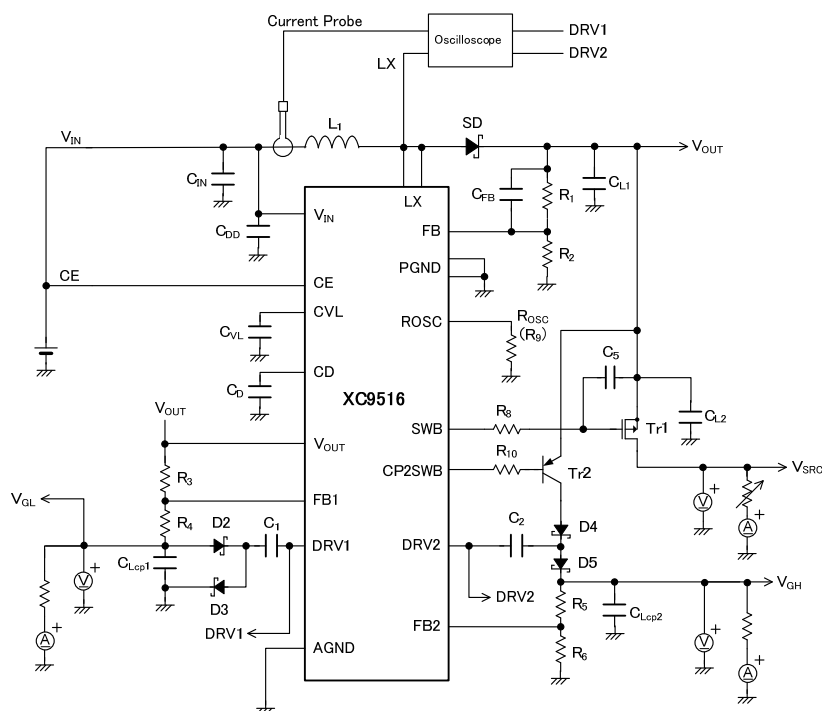 Current Probe
Oscilloscope
DRV1
DRV2
LX
L1
SD
VIN
VOUT
CIN
CFB
R1
CL1
LX
VIN
FB
CDD
R2
PGND
CE
CE
CVL
ROSC
ROSC
(R9)
CVL
C5
CD
CD
XC9516
VOUT
R8
Tr1
CL2
SWB
R10
VOUT
CP2SWB
Tr2
VSRC
R3
V +
+
A
VGL
FB1
R4
D2
C1
C2
D4
DRV1
DRV2
CLcp1
V +
D5
VGH
D3
DRV2
R5
CLcp2
A +
DRV1
FB2
V +
R6
A +
AGND